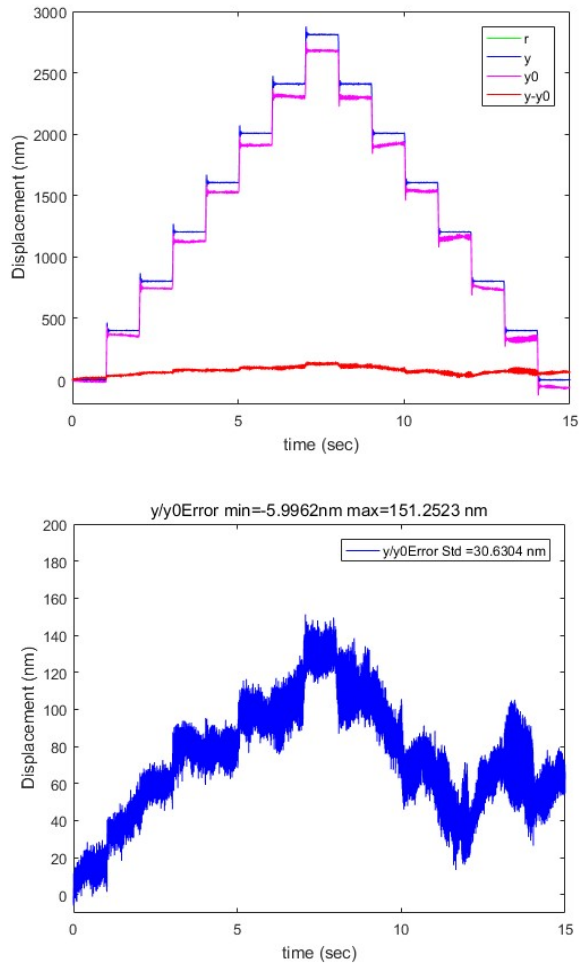 3000
2500
2000
1500
1000
500
0
Displacement (nm)
r
y
y0
y-y0
0 5 10 15
time (sec)
y/y0Error min=-5.9962nm max=151.2523 nm
200
180
160
140
120
100
80
60
40
20
0
Displacement (nm)
y/y0Error Std =30.6304 nm
0 5 10 15
time (sec)